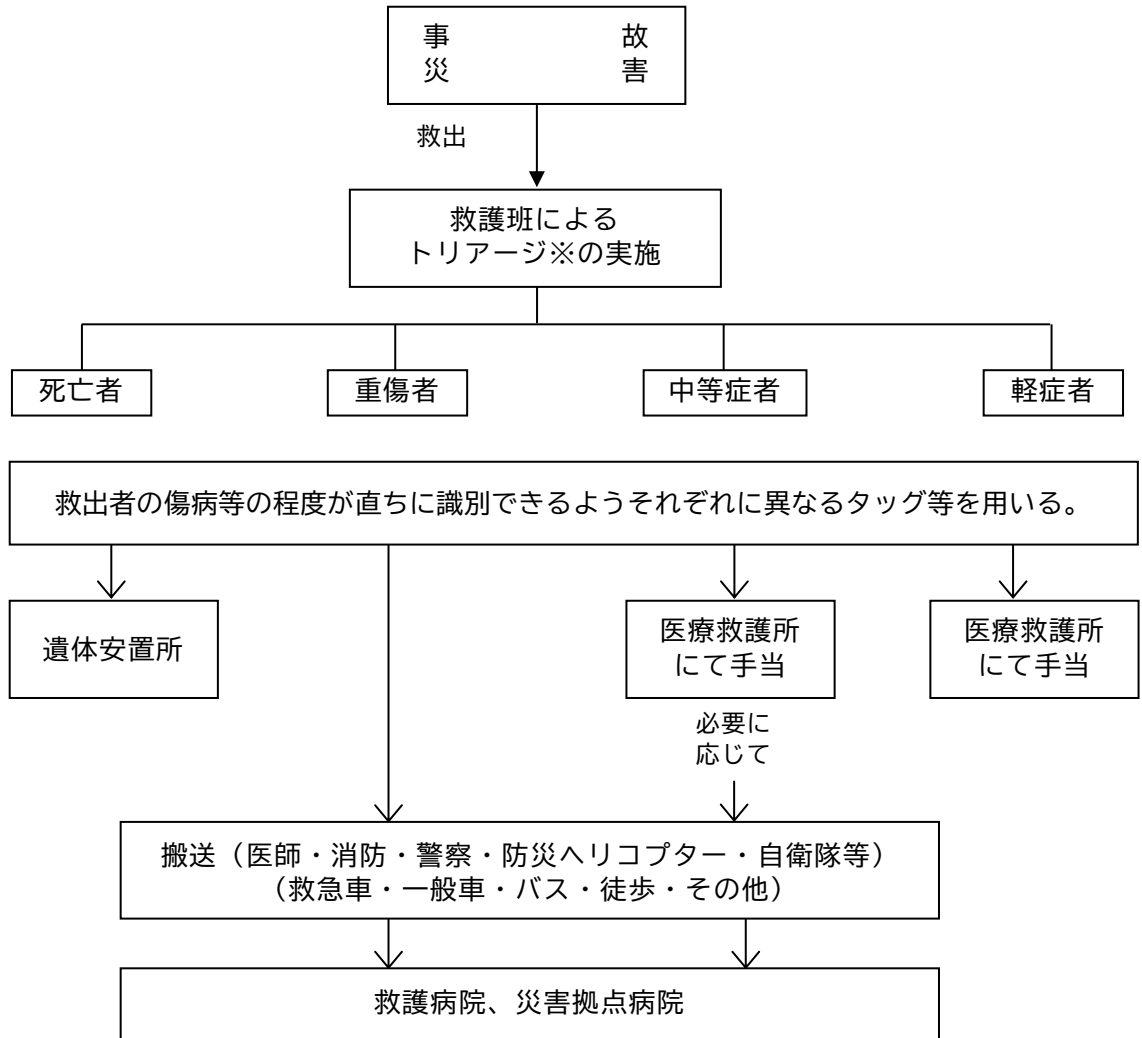 事 故
災 害
救出
救護班による
トリアージ※の実施
死亡者
重傷者
中等症者
軽症者
救出者の傷病等の程度が直ちに識別できるようそれぞれに異なるタッグ等を用いる。
遺体安置所
医療救護所
にて手当
医療救護所
にて手当
必要に
応じて
搬送（医師・消防・警察・防災ヘリコプター・自衛隊等）
（救急車・一般車・バス・徒歩・その他）
救護病院、災害拠点病院